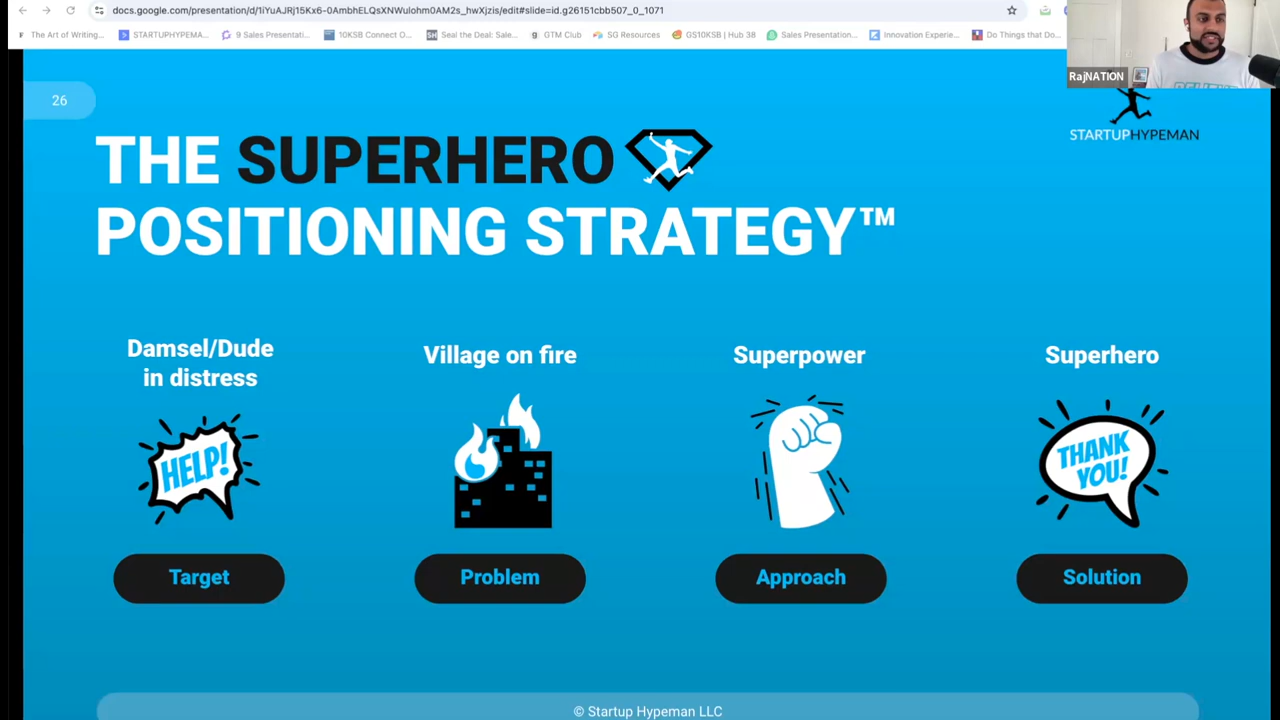 docs.google.com/presentation/d/1iYuAJRj15Kx6-0AmbhELQsXNWulohm0AM2s_hwXjzis/edit#slide=id.g26151cbb507_0_1071
The Art of Writing...
STARTUPHYPEMA...
9 Sales Presentati...
10KSB Connect O...
Seal the Deal: Sale...
GTM Club
SG Resources
GS10KSB | Hub 38
Sales Presentation...
Innovation Experie...
Do Things that Do...
RajNATION
26
STARTUPHYPEMAN
THE SUPERHERO
POSITIONING STRATEGY™
Damsel/Dude
in distress
HELP!
Target
Village on fire
Problem
Superpower
Approach
Superhero
THANK
YOU!
Solution
© Startup Hypeman LLC